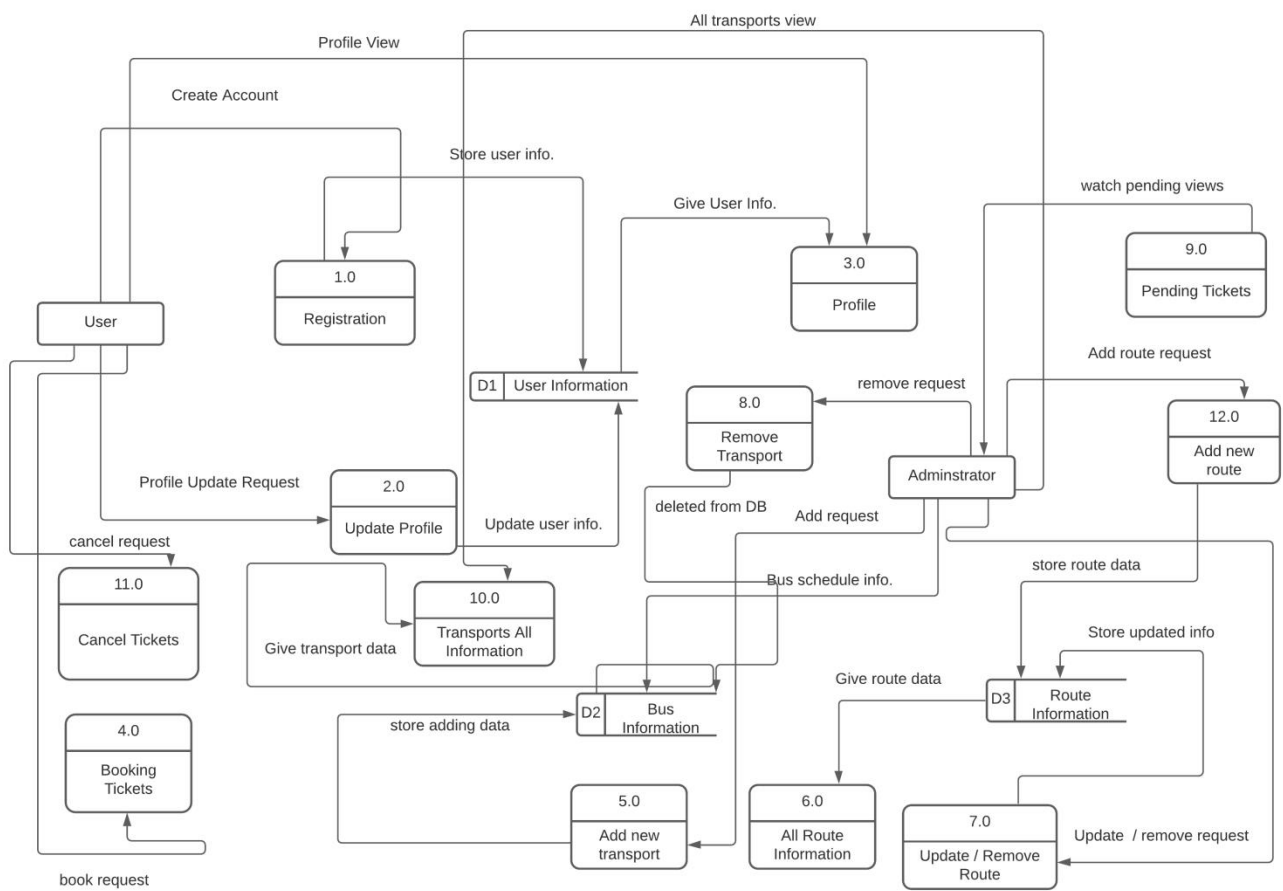 All transports view
Profile View
Create Account
Store user info.
watch pending views
Give User Info.
9.0
Pending Tickets
3.0
Profile
1.0
Registration
User
Add route request
D1
User Information
remove request
8.0
Remove
Transport
12.0
Add new
route
Adminstrator
Profile Update Request
2.0
Update Profile
Update user info.
deleted from DB
Add request
cancel request
11.0
Cancel Tickets
10.0
Transports All
Information
Bus schedule info.
store route data
Give transport data
Store updated info
Give route data
D3
Route
Information
D2
Bus
Information
store adding data
4.0
Booking
Tickets
5.0
Add new
transport
6.0
All Route
Information
7.0
Update / Remove
Route
Update / remove request
book request